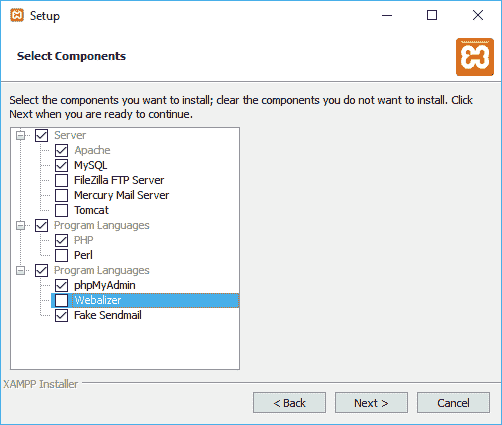 Setup
Select Components
Select the components you want to install; clear the components you do not want to install. Click
Next when you are ready to continue.
Server
Apache
MySQL
FileZilla FTP Server
Mercury Mail Server
Tomcat
Program Languages
PHP
Perl
Program Languages
phpMyAdmin
Webalizer
Fake Sendmail
XAMPP Installer
< Back
Next >
Cancel